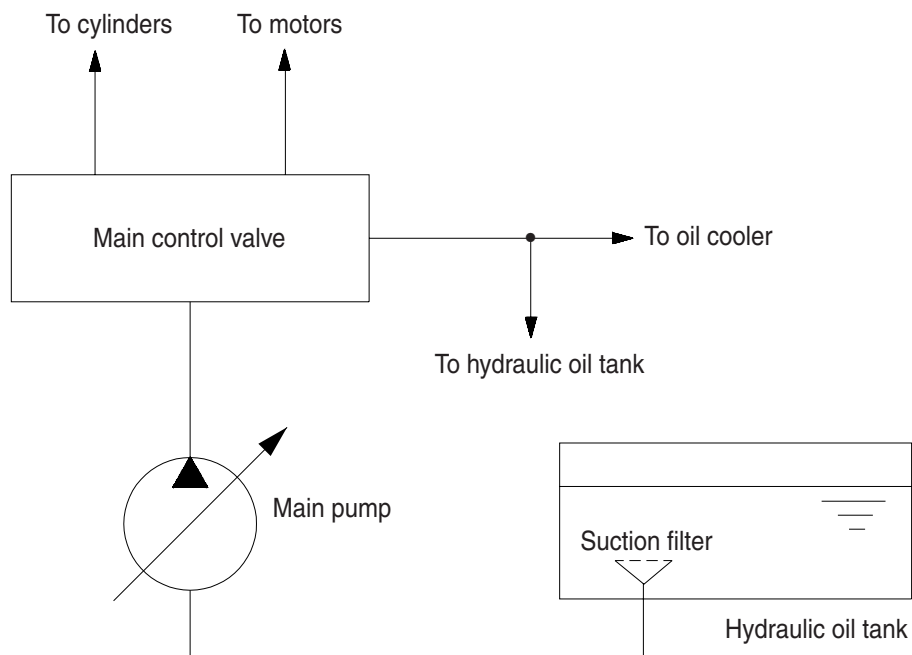 To cylinders
To motors
Main control valve
To oil cooler
To hydraulic oil tank
Main pump
Suction filter
Hydraulic oil tank